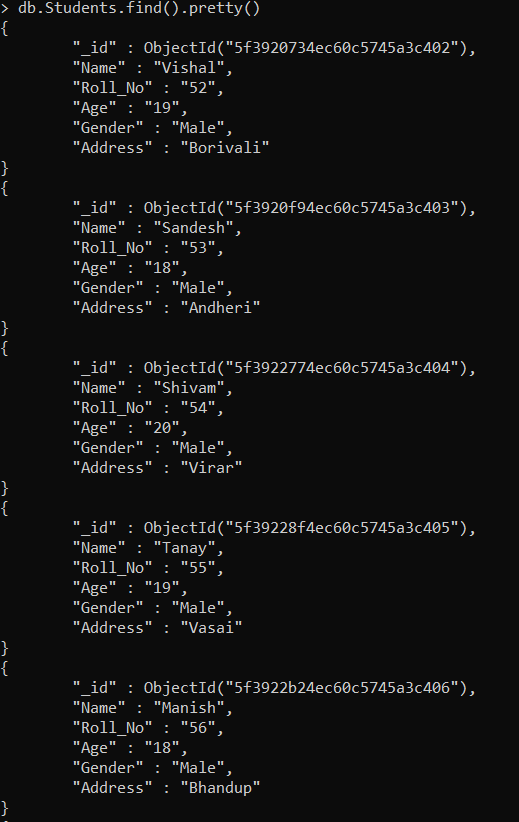 > db.Students.find().pretty()
{
"_id" : ObjectId("5f3920734ec60c5745a3c402"),
"Name" : "Vishal",
"Roll_No" : "52",
"Age" : "19",
"Gender" : "Male",
"Address" : "Borivali"
}
{
"_id" : ObjectId("5f3920f94ec60c5745a3c403"),
"Name" : "Sandesh",
"Roll_No" : "53",
"Age" : "18",
"Gender" : "Male",
"Address" : "Andheri"
}
{
"_id" : ObjectId("5f3922774ec60c5745a3c404"),
"Name" : "Shivam",
"Roll_No" : "54",
"Age" : "20",
"Gender" : "Male",
"Address" : "Virar"
}
{
"_id" : ObjectId("5f39228f4ec60c5745a3c405"),
"Name" : "Tanay",
"Roll_No" : "55",
"Age" : "19",
"Gender" : "Male",
"Address" : "Vasai"
}
{
"_id" : ObjectId("5f3922b24ec60c5745a3c406"),
"Name" : "Manish",
"Roll_No" : "56",
"Age" : "18",
"Gender" : "Male",
"Address" : "Bhandup"
}